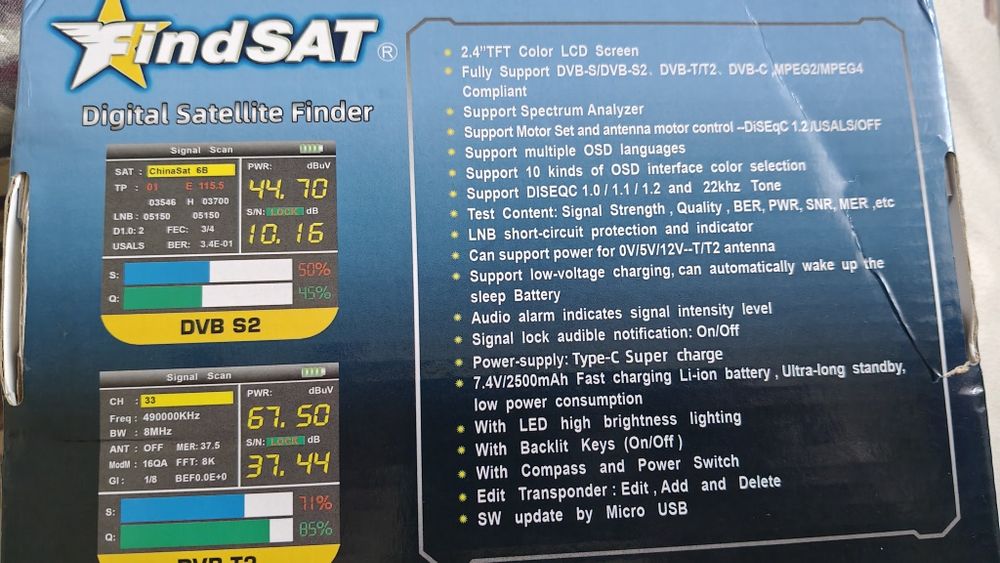 FindSAT ®
Digital Satellite Finder
Signal Scan
SAT : ChinaSat 6B
TP : 01 E 115.5
03546 H 03700
LNB : 05150 05150
D1.0: 2 FEC: 3/4
USALS BER: 3.4E-01
PWR: dBuV
44.70
S/N: LOCK dB
10.16
S: 50%
Q: 45%
DVB S2
Signal Scan
CH : 33
Freq : 490000KHz
BW : 8MHz
ANT : OFF MER: 37.5
ModM : 16QA FFT: 8K
GI : 1/8 BEF0.0E+0
PWR: dBuV
67.50
S/N: LOCK dB
37.44
S: 71%
Q: 85%
DVB T2
2.4"TFT Color LCD Screen
Fully Support DVB-S/DVB-S2、DVB-T/T2、DVB-C ,MPEG2/MPEG4
Compliant
Support Spectrum Analyzer
Support Motor Set and antenna motor control --DiSEqC 1.2 /USALS/OFF
Support multiple OSD languages
Support 10 kinds of OSD interface color selection
Support DISEQC 1.0 / 1.1 / 1.2 and 22khz Tone
Test Content: Signal Strength , Quality , BER, PWR, SNR, MER ,etc
LNB short-circuit protection and indicator
Can support power for 0V/5V/12V--T/T2 antenna
Support low-voltage charging, can automatically wake up the
sleep Battery
Audio alarm indicates signal intensity level
Signal lock audible notification: On/Off
Power-supply: Type-C Super charge
7.4V/2500mAh Fast charging Li-ion battery , Ultra-long standby,
low power consumption
With LED high brightness lighting
With Backlit Keys (On/Off )
With Compass and Power Switch
Edit Transponder : Edit , Add and Delete
SW update by Micro USB